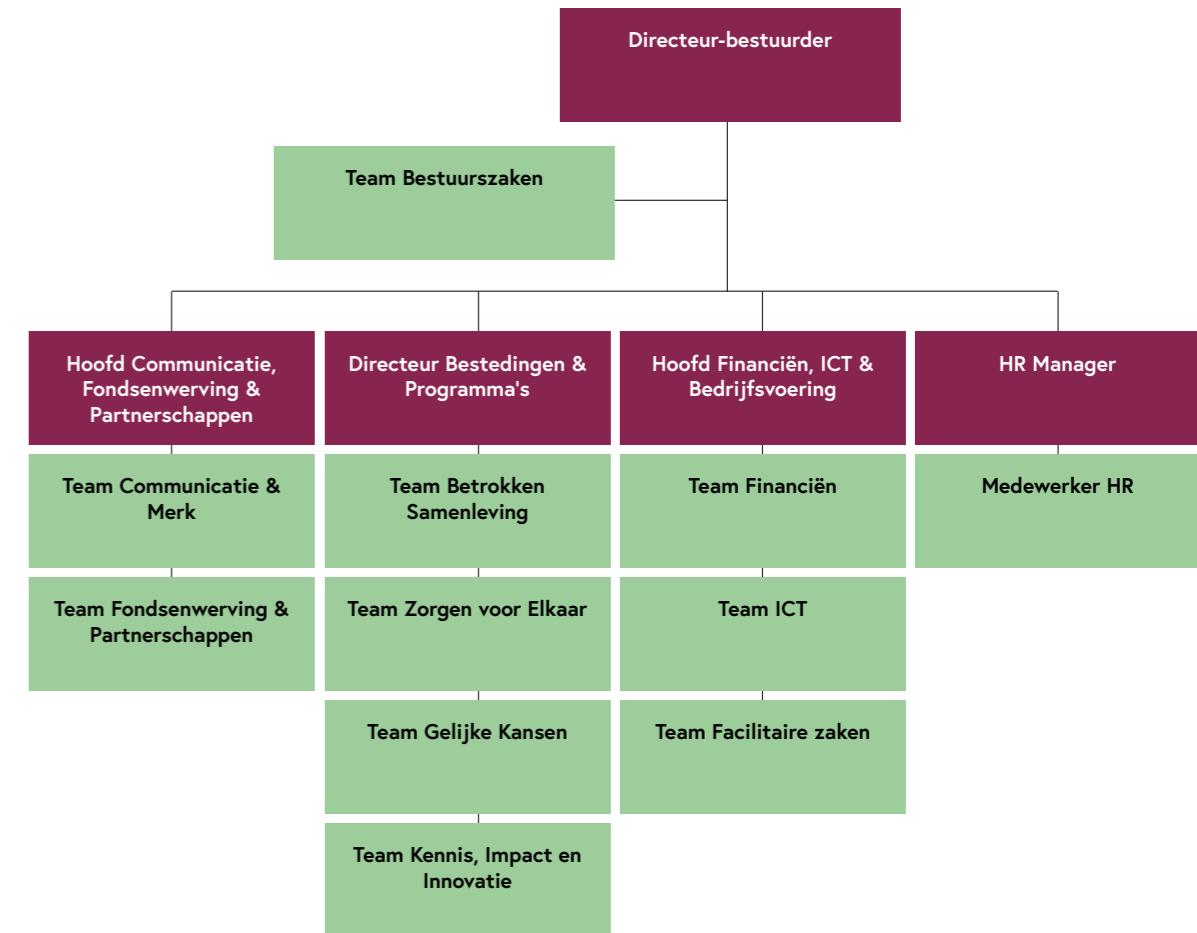 Directeur-bestuurder
Team Bestuurszaken
Hoofd Communicatie,
Fondsenwerving &
Partnerschappen
Directeur Bestedingen &
Programma's
Hoofd Financiën, ICT &
Bedrijfsvoering
HR Manager
Team Communicatie &
Merk
Team Betrokken
Samenleving
Team Financiën
Medewerker HR
Team Fondsenwerving &
Partnerschappen
Team Zorgen voor Elkaar
Team ICT
Team Gelijke Kansen
Team Facilitaire zaken
Team Kennis, Impact en
Innovatie